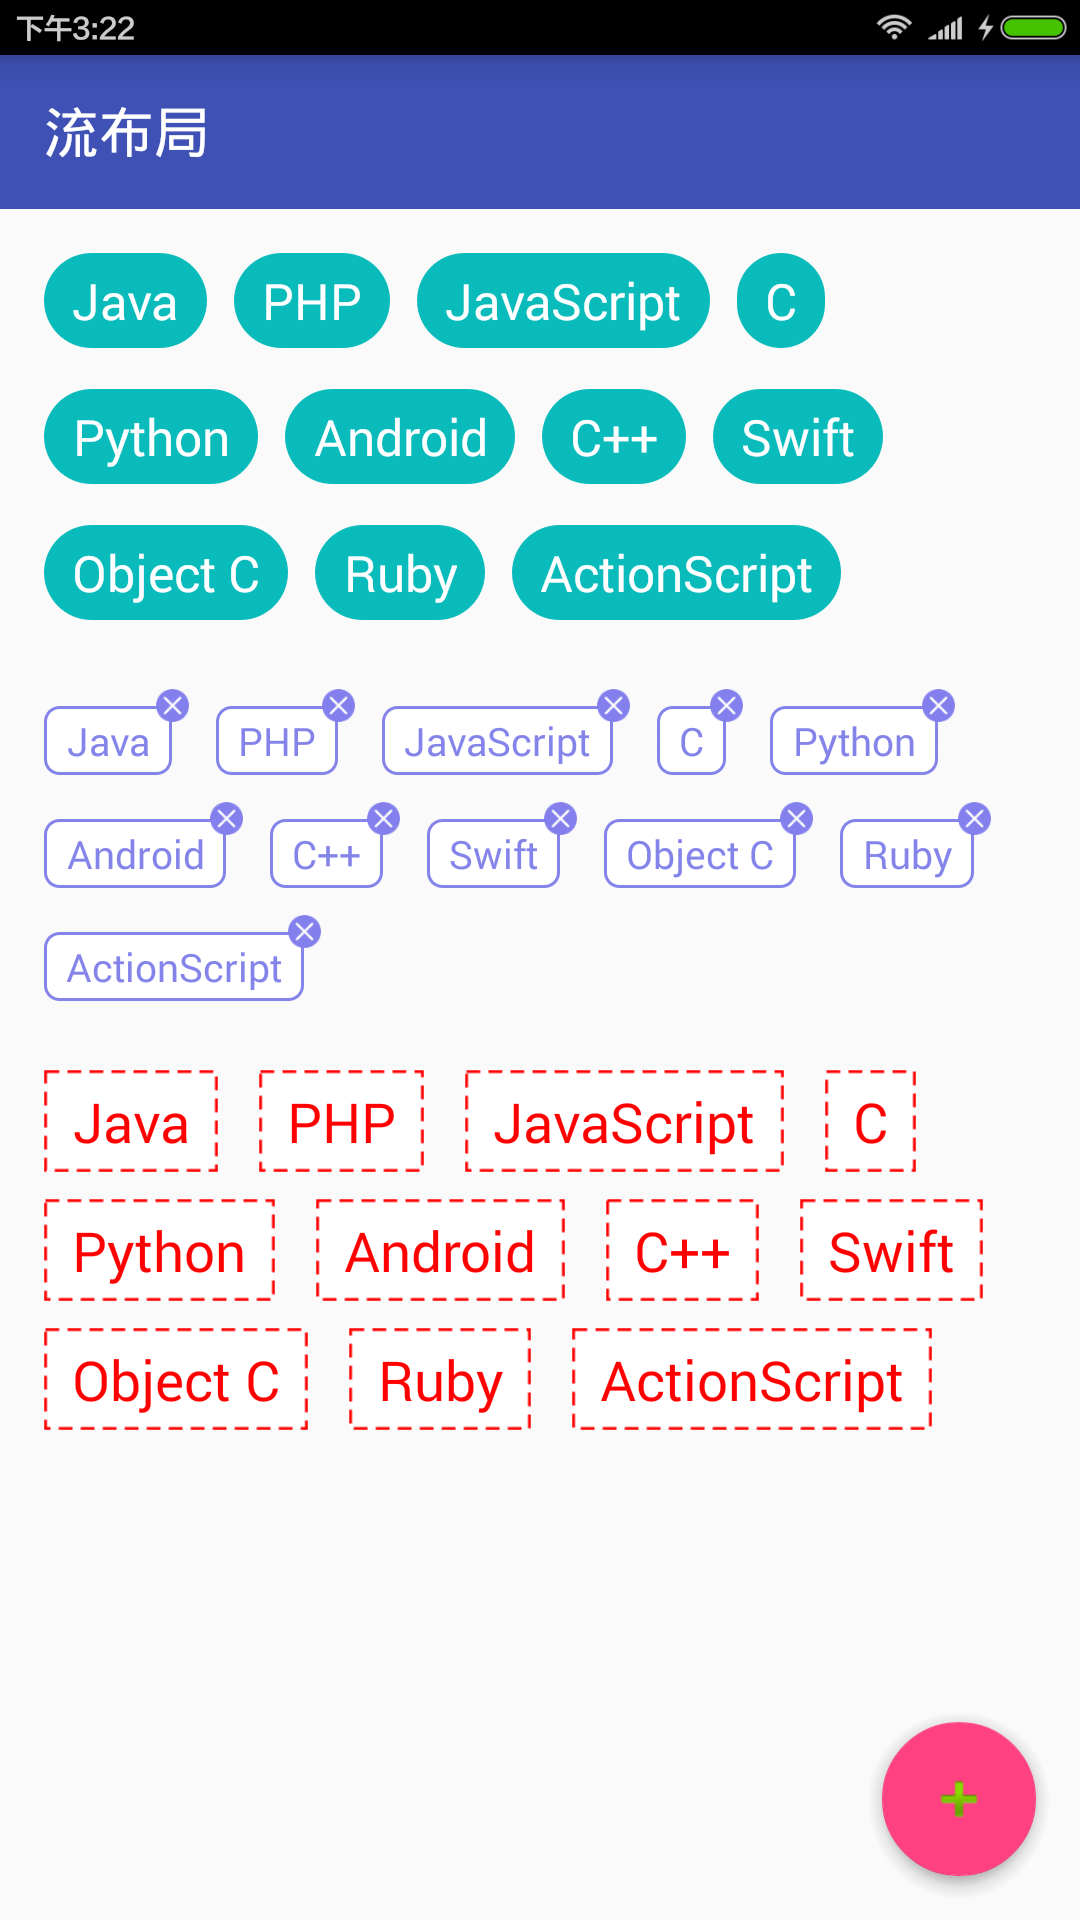 下午3:22
流布局
Java PHP JavaScript C
Python Android C++ Swift
Object C Ruby ActionScript
Java PHP JavaScript C Python
Android C++ Swift Object C Ruby
ActionScript
Java PHP JavaScript C
Python Android C++ Swift
Object C Ruby ActionScript